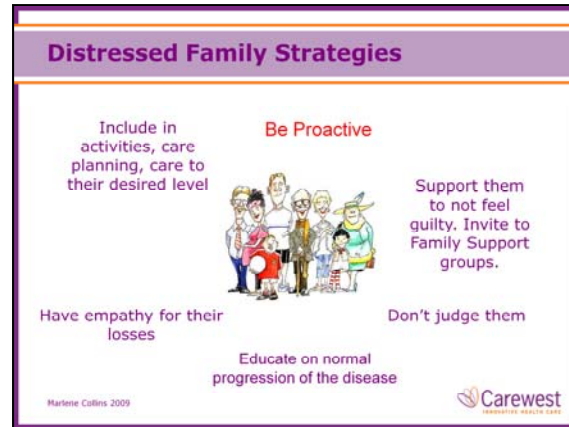 Distressed Family Strategies
Include in
activities, care
planning, care to
their desired level
Be Proactive
Support them
to not feel
guilty. Invite to
Family Support
groups.
Have empathy for their
losses
Don't judge them
Educate on normal
progression of the disease
Marlene Collins 2009
Carewest
INNOVATIVE HEALTH CARE